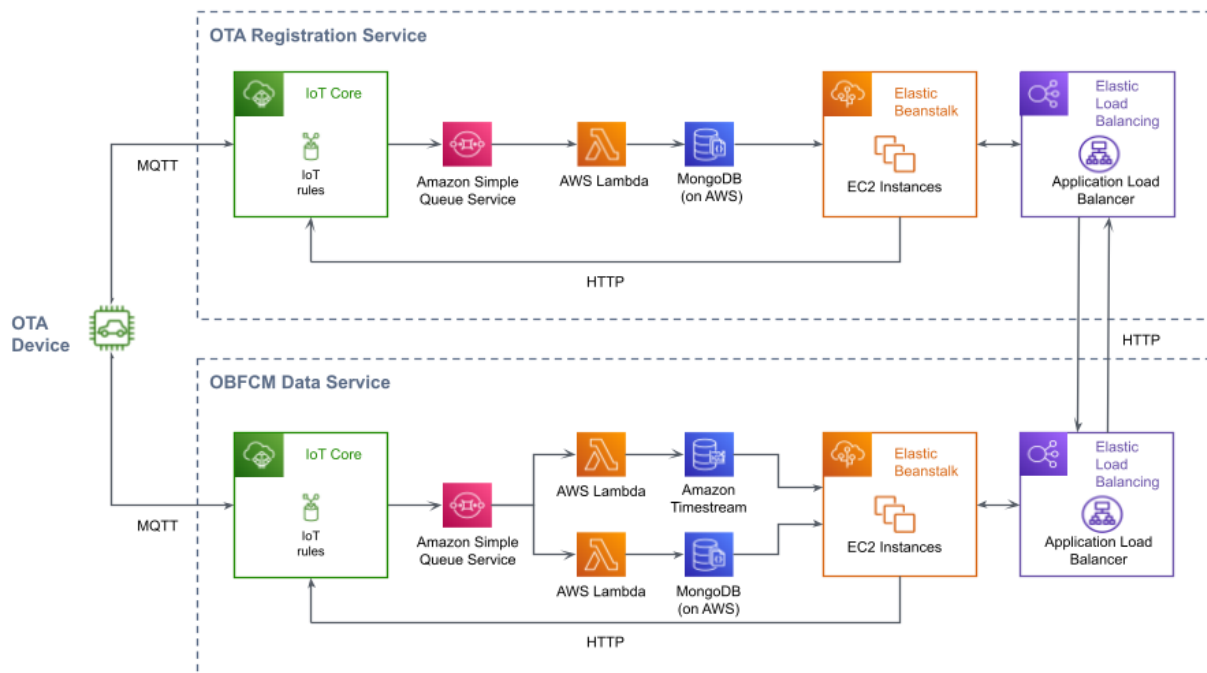 OTA Registration Service
IoT Core
IoT
rules
Amazon Simple
Queue Service
AWS Lambda
MongoDB
(on AWS)
Elastic
Beanstalk
EC2 Instances
Elastic
Load
Balancing
Application Load
Balancer
MQTT
HTTP
OTA
Device
HTTP
OBFCM Data Service
IoT Core
IoT
rules
Amazon Simple
Queue Service
AWS Lambda
Amazon
Timestream
AWS Lambda
MongoDB
(on AWS)
Elastic
Beanstalk
EC2 Instances
Elastic
Load
Balancing
Application Load
Balancer
MQTT
HTTP